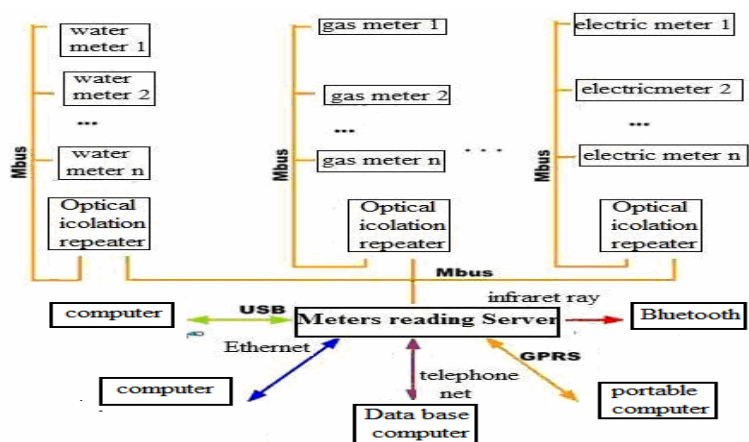 water
meter 1
water
meter 2
...
water
meter n
Mbus
Optical
icolation
repeater
gas meter 1
gas meter 2
...
gas meter n
Mbus
Optical
icolation
repeater
. . .
electric meter 1
electricmeter 2
...
electric meter n
Mbus
Optical
icolation
repeater
Mbus
infraret ray
computer
USB
Meters reading Server
Bluetooth
Ethernet
GPRS
computer
telephone
net
Data base
computer
portable
computer